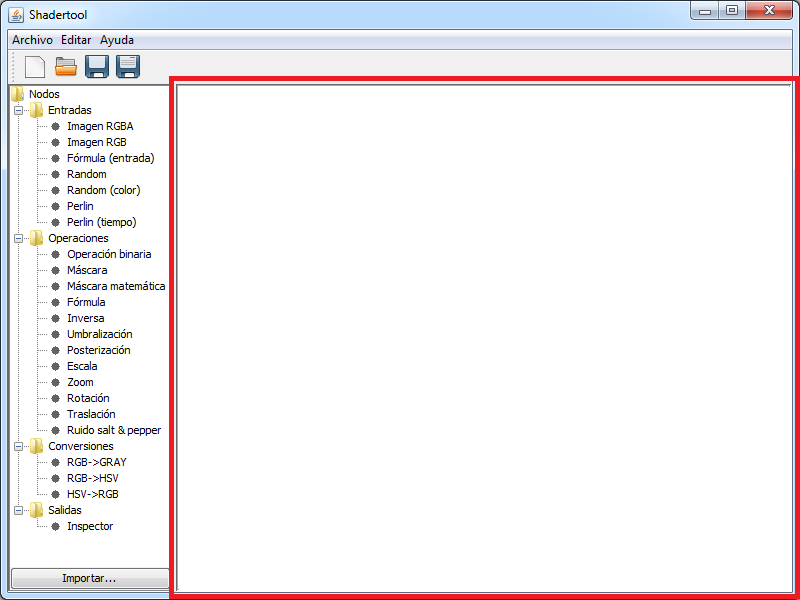 Shadertool
Archivo Editar Ayuda
Nodos
Entradas
Imagen RGBA
Imagen RGB
Fórmula (entrada)
Random
Random (color)
Perlin
Perlin (tiempo)
Operaciones
Operación binaria
Máscara
Máscara matemática
Fórmula
Inversa
Umbralización
Posterización
Escala
Zoom
Rotación
Traslación
Ruido salt & pepper
Conversiones
RGB->GRAY
RGB->HSV
HSV->RGB
Salidas
Inspector
Importar...